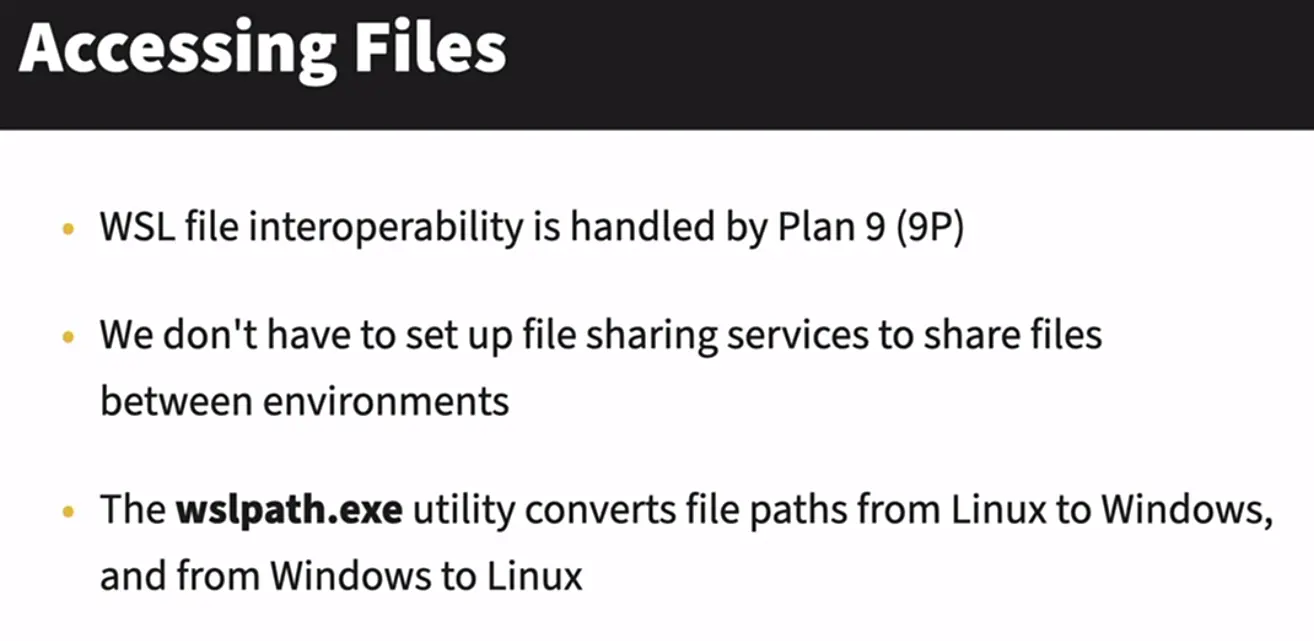 Accessing Files
• WSL file interoperability is handled by Plan 9 (9P)
• We don't have to set up file sharing services to share files
between environments
• The wslpath.exe utility converts file paths from Linux to Windows,
and from Windows to Linux